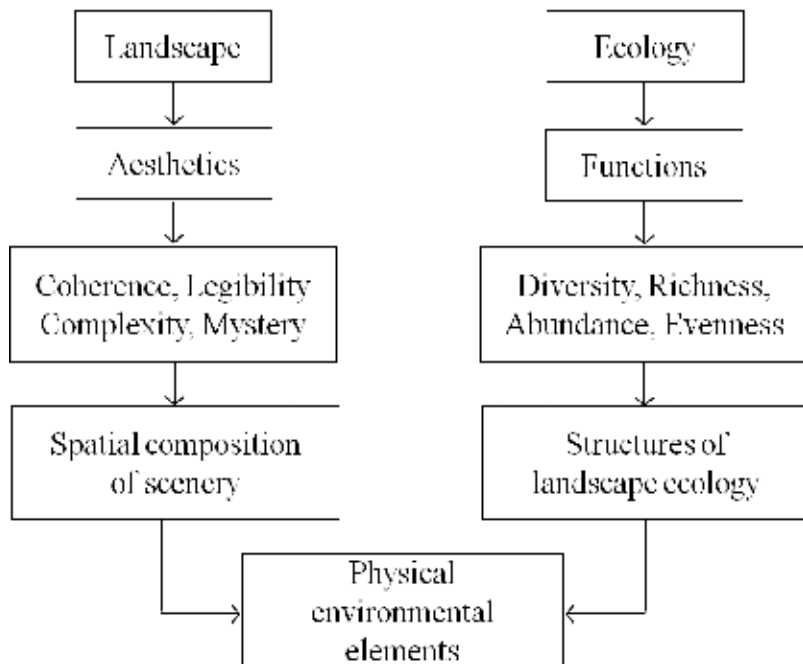 Landscape
Ecology
Aesthetics
Functions
Coherence, Legibility
Complexity, Mystery
Diversity, Richness,
Abundance, Evenness
Spatial composition
of scenery
Structures of
landscape ecology
Physical
environmental
elements